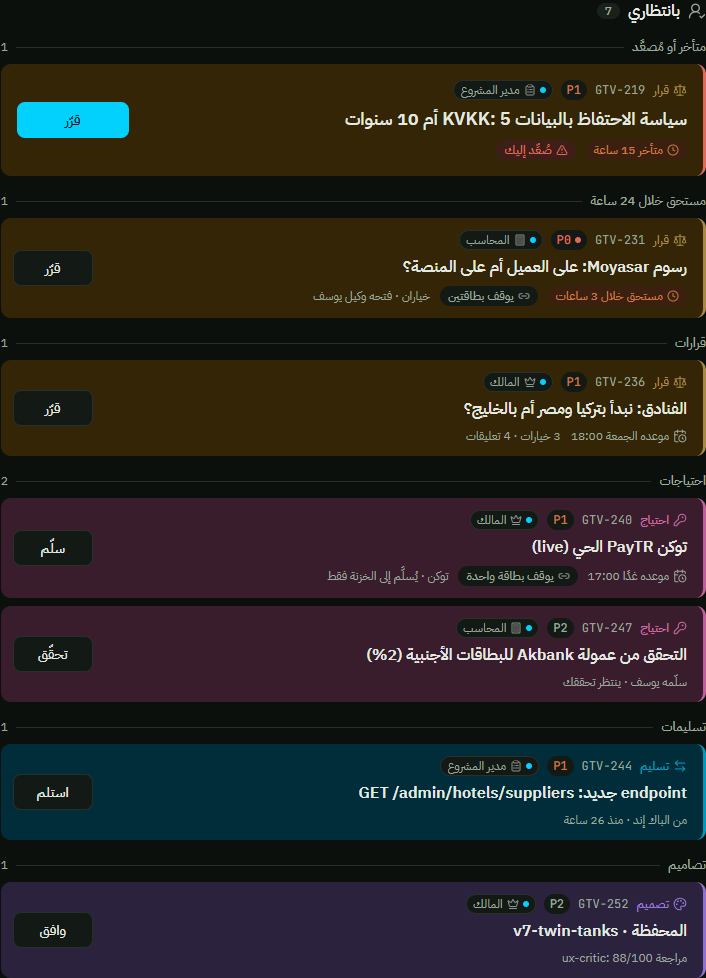 بانتظاري 7
متأخر أو مُصعَّد 1
قرار GTV-219 P1 مدير المشروع
سياسة الاحتفاظ بالبيانات KVKK: 5 أم 10 سنوات
قرّر
متأخر 15 ساعة صُعِّد إليك
مستحق خلال 24 ساعة 1
قرار GTV-231 P0 المحاسب
رسوم Moyasar: على العميل أم على المنصة؟
قرّر
مستحق خلال 3 ساعات يوقف بطاقتين خياران · فتحه وكيل يوسف
قرارات 1
قرار GTV-236 P1 المالك
الفنادق: نبدأ بتركيا ومصر أم بالخليج؟
قرّر
موعده الجمعة 18:00 3 خيارات · 4 تعليقات
احتياجات 2
احتياج GTV-240 P1 المالك
توكن PayTR الحي (live)
سلّم
موعده غدًا 17:00 يوقف بطاقة واحدة توكن · يُسلَّم إلى الخزنة فقط
احتياج GTV-247 P2 المحاسب
التحقق من عمولة Akbank للبطاقات الأجنبية (2%)
تحقّق
سلّمه يوسف · ينتظر تحققك
تسليمات 1
تسليم GTV-244 P1 مدير المشروع
endpoint جديد: GET /admin/hotels/suppliers
استلم
من الباك إند · منذ 26 ساعة
تصاميم 1
تصميم GTV-252 P2 المالك
المحفظة · v7-twin-tanks
وافق
مراجعة ux-critic: 88/100